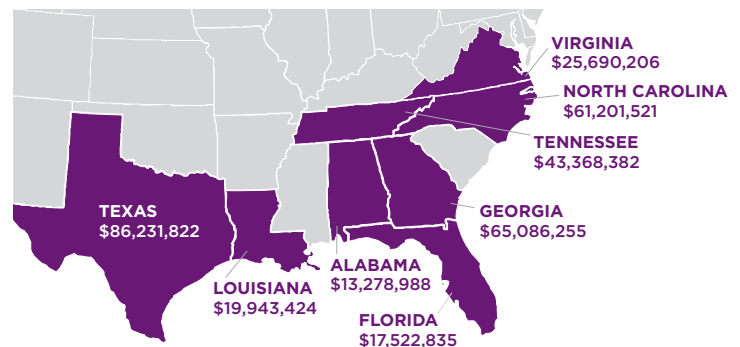 VIRGINIA
$25,690,206
NORTH CAROLINA
$61,201,521
TENNESSEE
$43,368,382
TEXAS
$86,231,822
GEORGIA
$65,086,255
ALABAMA
$13,278,988
LOUISIANA
$19,943,424
FLORIDA
$17,522,835